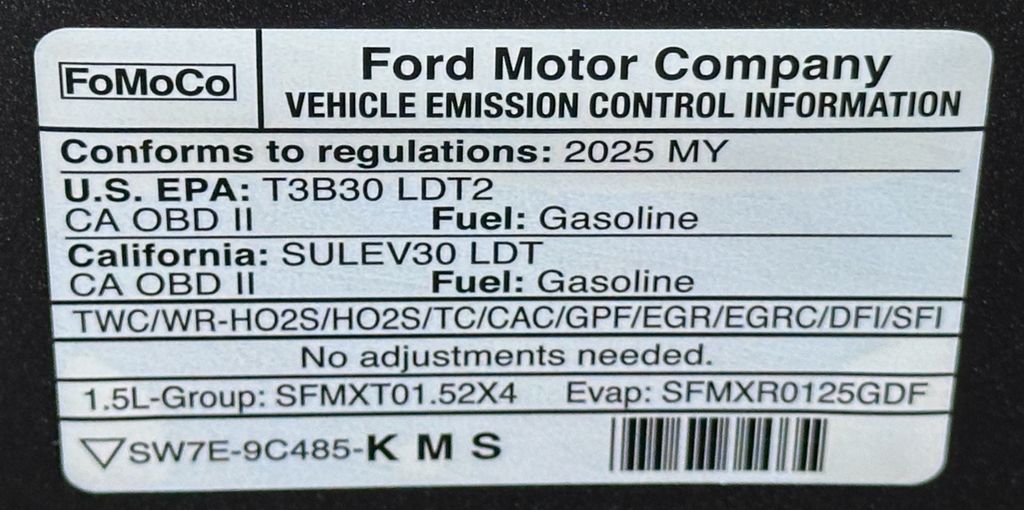 FoMoCo
Ford Motor Company
VEHICLE EMISSION CONTROL INFORMATION
Conforms to regulations: 2025 MY
U.S. EPA: T3B30 LDT2
CA OBD II Fuel: Gasoline
California: SULEV30 LDT
CA OBD II Fuel: Gasoline
TWC/WR-HO2S/HO2S/TC/CAC/GPF/EGR/EGRC/DFI/SFI
No adjustments needed.
1.5L-Group: SFMXT01.52X4 Evap: SFMXR0125GDF
SW7E-9C485-K M S